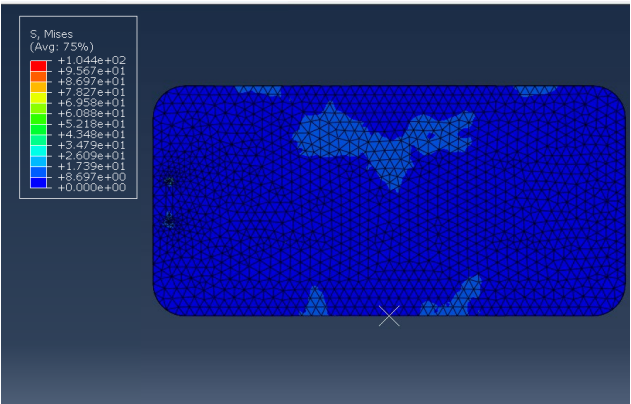 S, Mises
(Avg: 75%)
+1.044e+02
+9.567e+01
+8.697e+01
+7.827e+01
+6.958e+01
+6.088e+01
+5.218e+01
+4.348e+01
+3.479e+01
+2.609e+01
+1.739e+01
+8.697e+00
+0.000e+00